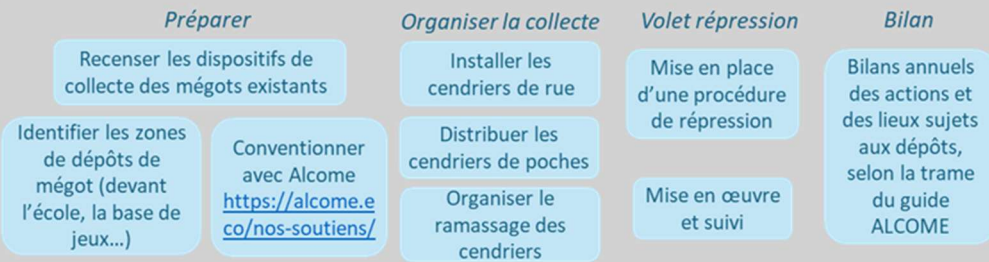 Préparer
Recenser les dispositifs de
collecte des mégots existants
Identifier les zones
de dépôts de
mégot (devant
l'école, la base de
jeux…)
Conventionner
avec Alcome
https://alcome.e
co/nos-soutiens/
Organiser la collecte
Installer les
cendriers de rue
Distribuer les
cendriers de poches
Organiser le
ramassage des
cendriers
Volet répression
Mise en place
d'une procédure
de répression
Mise en œuvre
et suivi
Bilan
Bilans annuels
des actions et
des lieux sujets
aux dépôts,
selon la trame
du guide
ALCOME